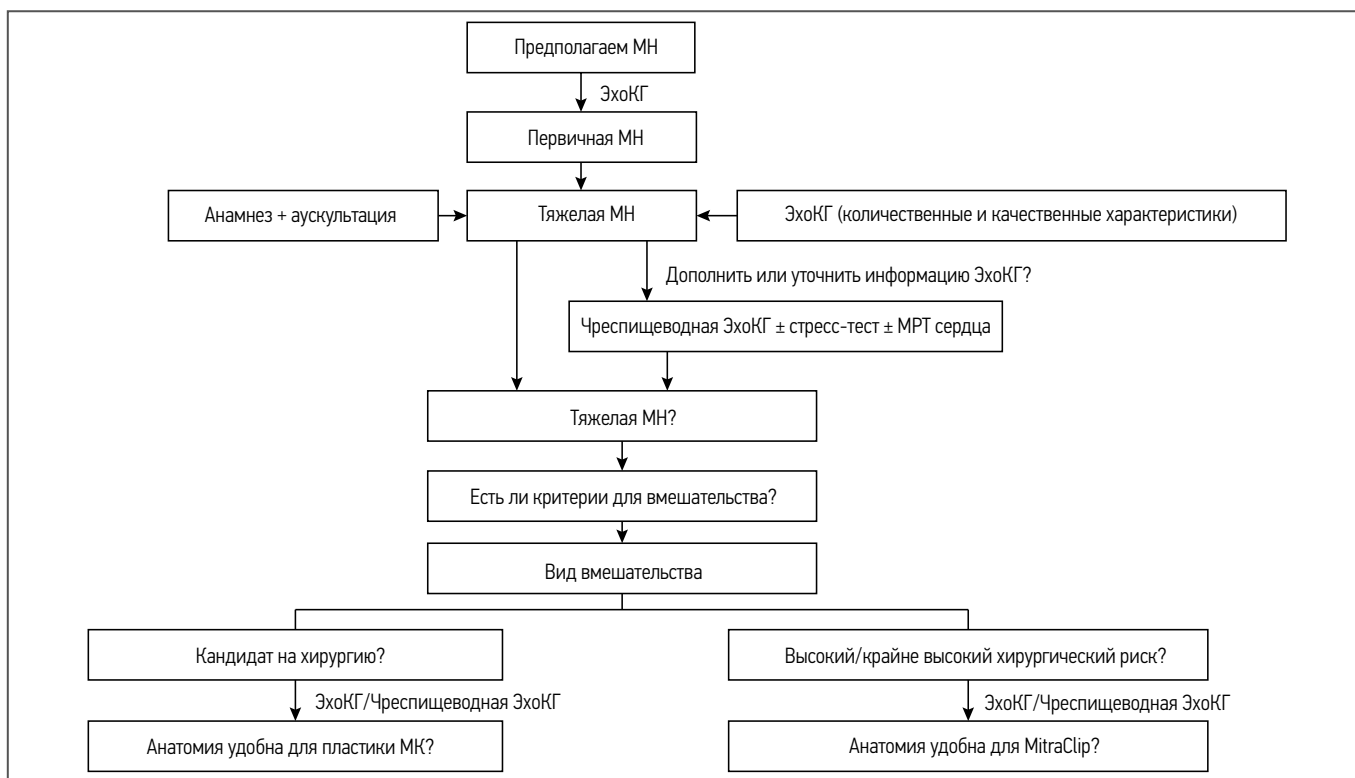 Предполагаем МН
ЭхоКГ
Первичная МН
Анамнез + аускультация
Тяжелая МН
ЭхоКГ (количественные и качественные характеристики)
Дополнить или уточнить информацию ЭхоКГ?
Чреспищеводная ЭхоКГ ± стресс-тест ± МРТ сердца
Тяжелая МН?
Есть ли критерии для вмешательства?
Вид вмешательства
Кандидат на хирургию?
Высокий/крайне высокий хирургический риск?
ЭхоКГ/Чреспищеводная ЭхоКГ
ЭхоКГ/Чреспищеводная ЭхоКГ
Анатомия удобна для пластики МК?
Анатомия удобна для MitraClip?